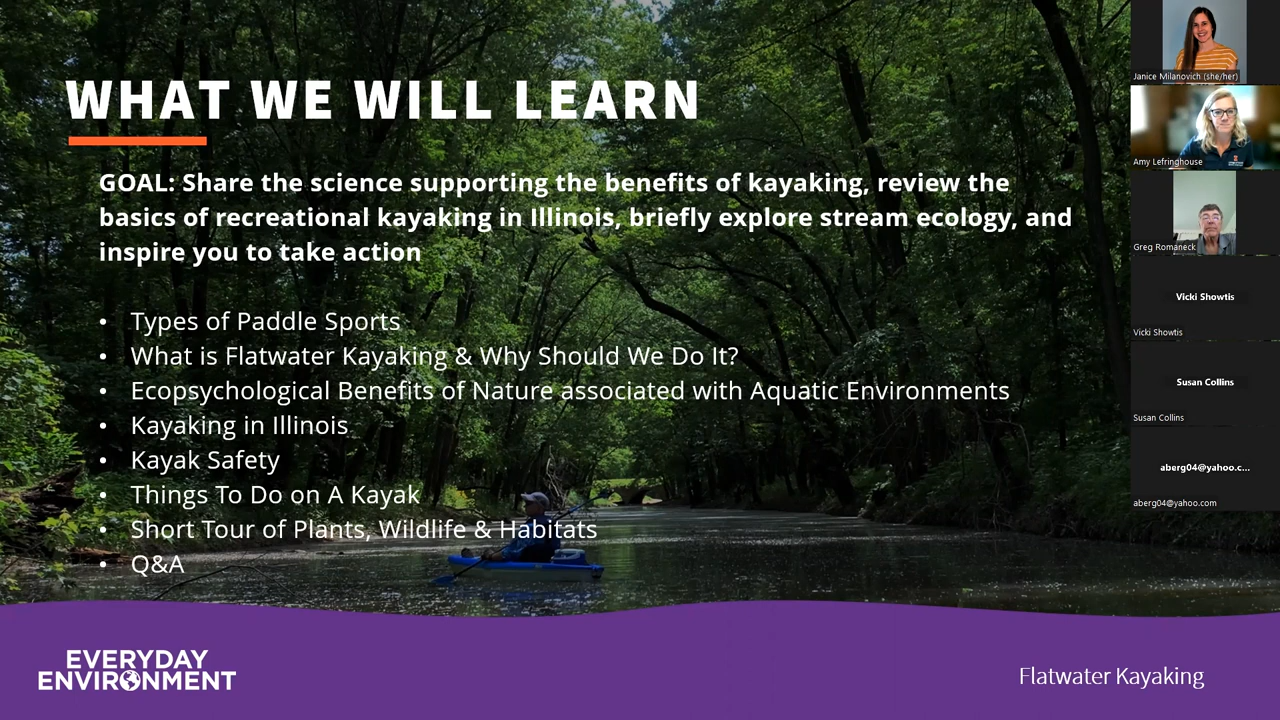 WHAT WE WILL LEARN
GOAL: Share the science supporting the benefits of kayaking, review the
basics of recreational kayaking in Illinois, briefly explore stream ecology, and
inspire you to take action
• Types of Paddle Sports
• What is Flatwater Kayaking & Why Should We Do It?
• Ecopsychological Benefits of Nature associated with Aquatic Environments
• Kayaking in Illinois
• Kayak Safety
• Things To Do on A Kayak
• Short Tour of Plants, Wildlife & Habitats
• Q&A
EVERYDAY
ENVIRONMENT
Flatwater Kayaking
Janice Milanovich (she/her)
Amy Lefringhouse
Greg Romaneck
Vicki Showtis
Vicki Showtis
Susan Collins
Susan Collins
aberg04@yahoo.c...
aberg04@yahoo.com